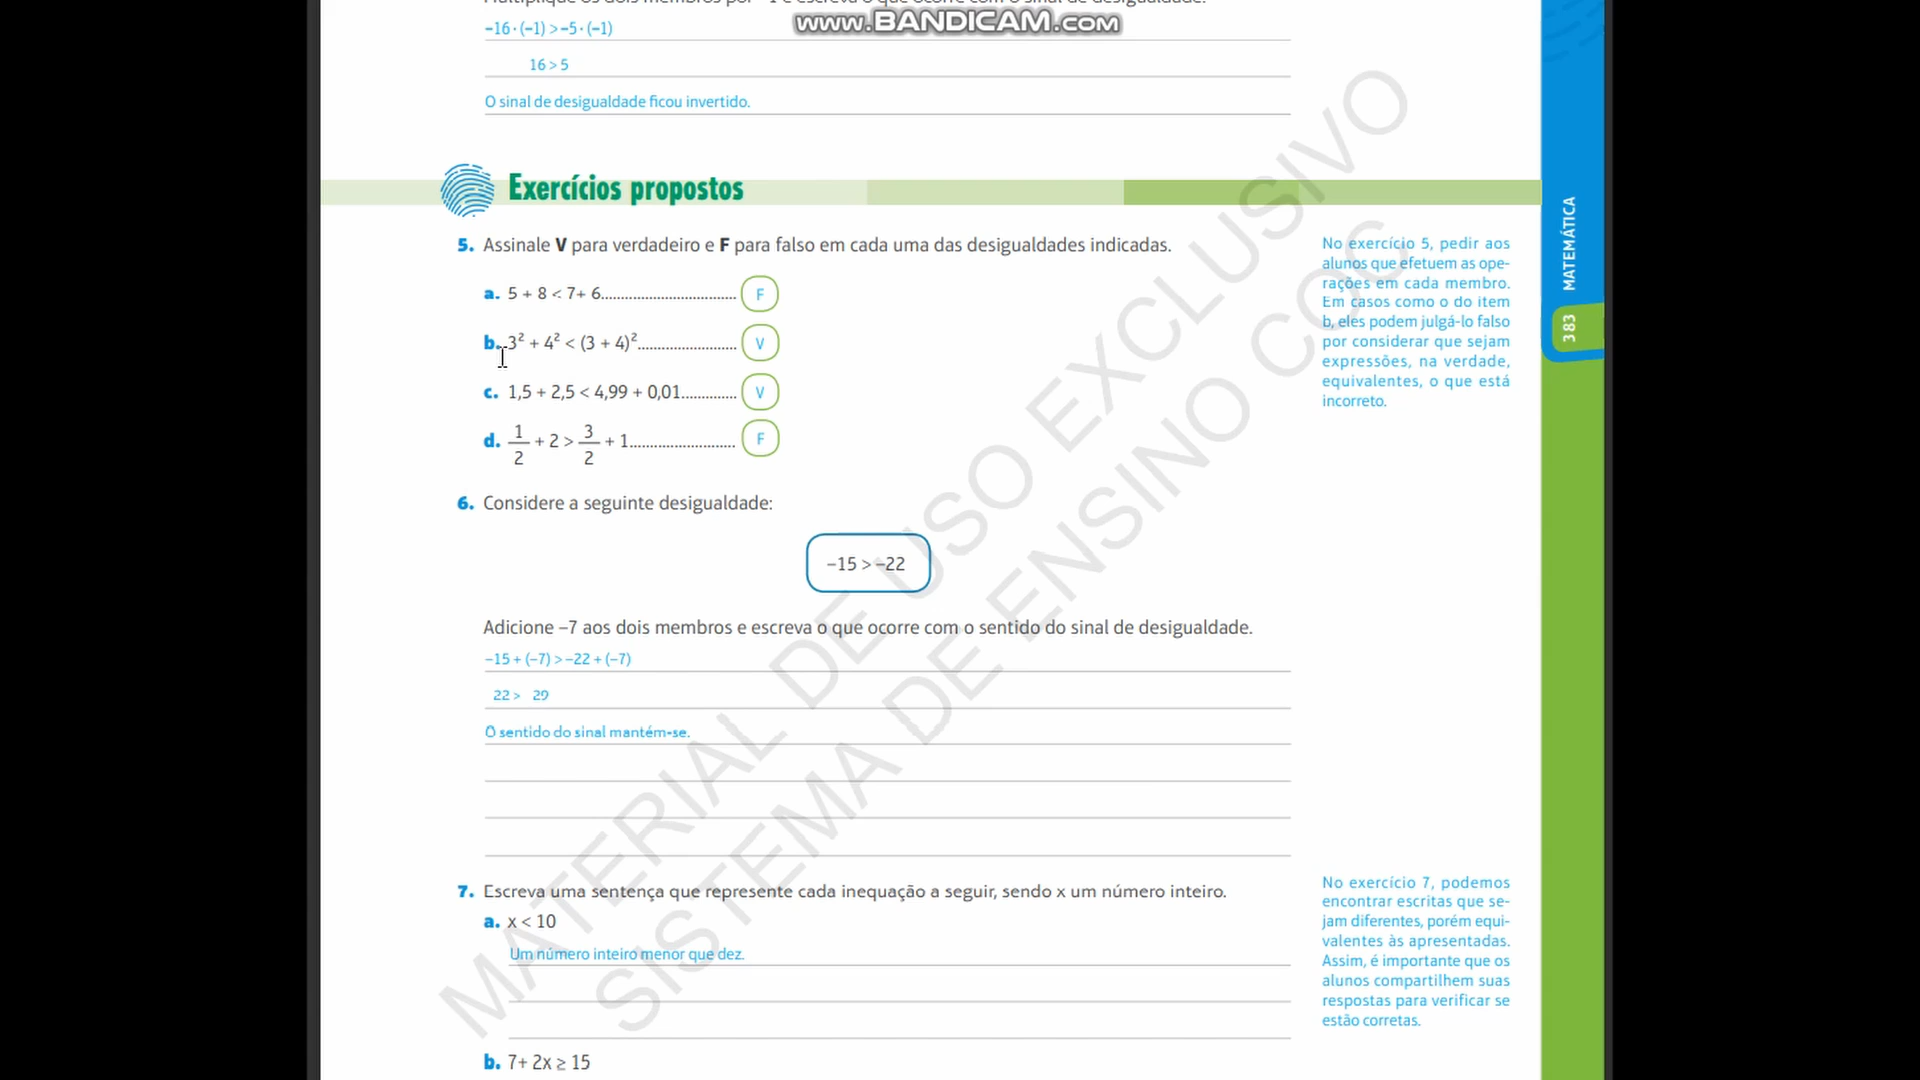 www.BANDICAM.com
–16 · (–1) > –5 · (–1)
16 > 5
O sinal de desigualdade ficou invertido.
Exercícios propostos
5. Assinale V para verdadeiro e F para falso em cada uma das desigualdades indicadas.
a. 5 + 8 < 7+ 6.................................. F
b. 3² + 4² < (3 + 4)²......................... V
c. 1,5 + 2,5 < 4,99 + 0,01.............. V
d. 1/2 + 2 > 3/2 + 1.......................... F
6. Considere a seguinte desigualdade:
–15 > –22
Adicione –7 aos dois membros e escreva o que ocorre com o sentido do sinal de desigualdade.
–15 + (–7) > –22 + (–7)
22 > 29
O sentido do sinal mantém-se.
7. Escreva uma sentença que represente cada inequação a seguir, sendo x um número inteiro.
a. x < 10
Um número inteiro menor que dez.
b. 7+ 2x ≥ 15
No exercício 5, pedir aos
alunos que efetuem as ope-
rações em cada membro.
Em casos como o do item
b, eles podem julgá-lo falso
por considerar que sejam
expressões, na verdade,
equivalentes, o que está
incorreto.
No exercício 7, podemos
encontrar escritas que se-
jam diferentes, porém equi-
valentes às apresentadas.
Assim, é importante que os
alunos compartilhem suas
respostas para verificar se
estão corretas.
MATEMÁTICA
383
MATERIAL DE USO EXCLUSIVO
SISTEMA DE ENSINO COC